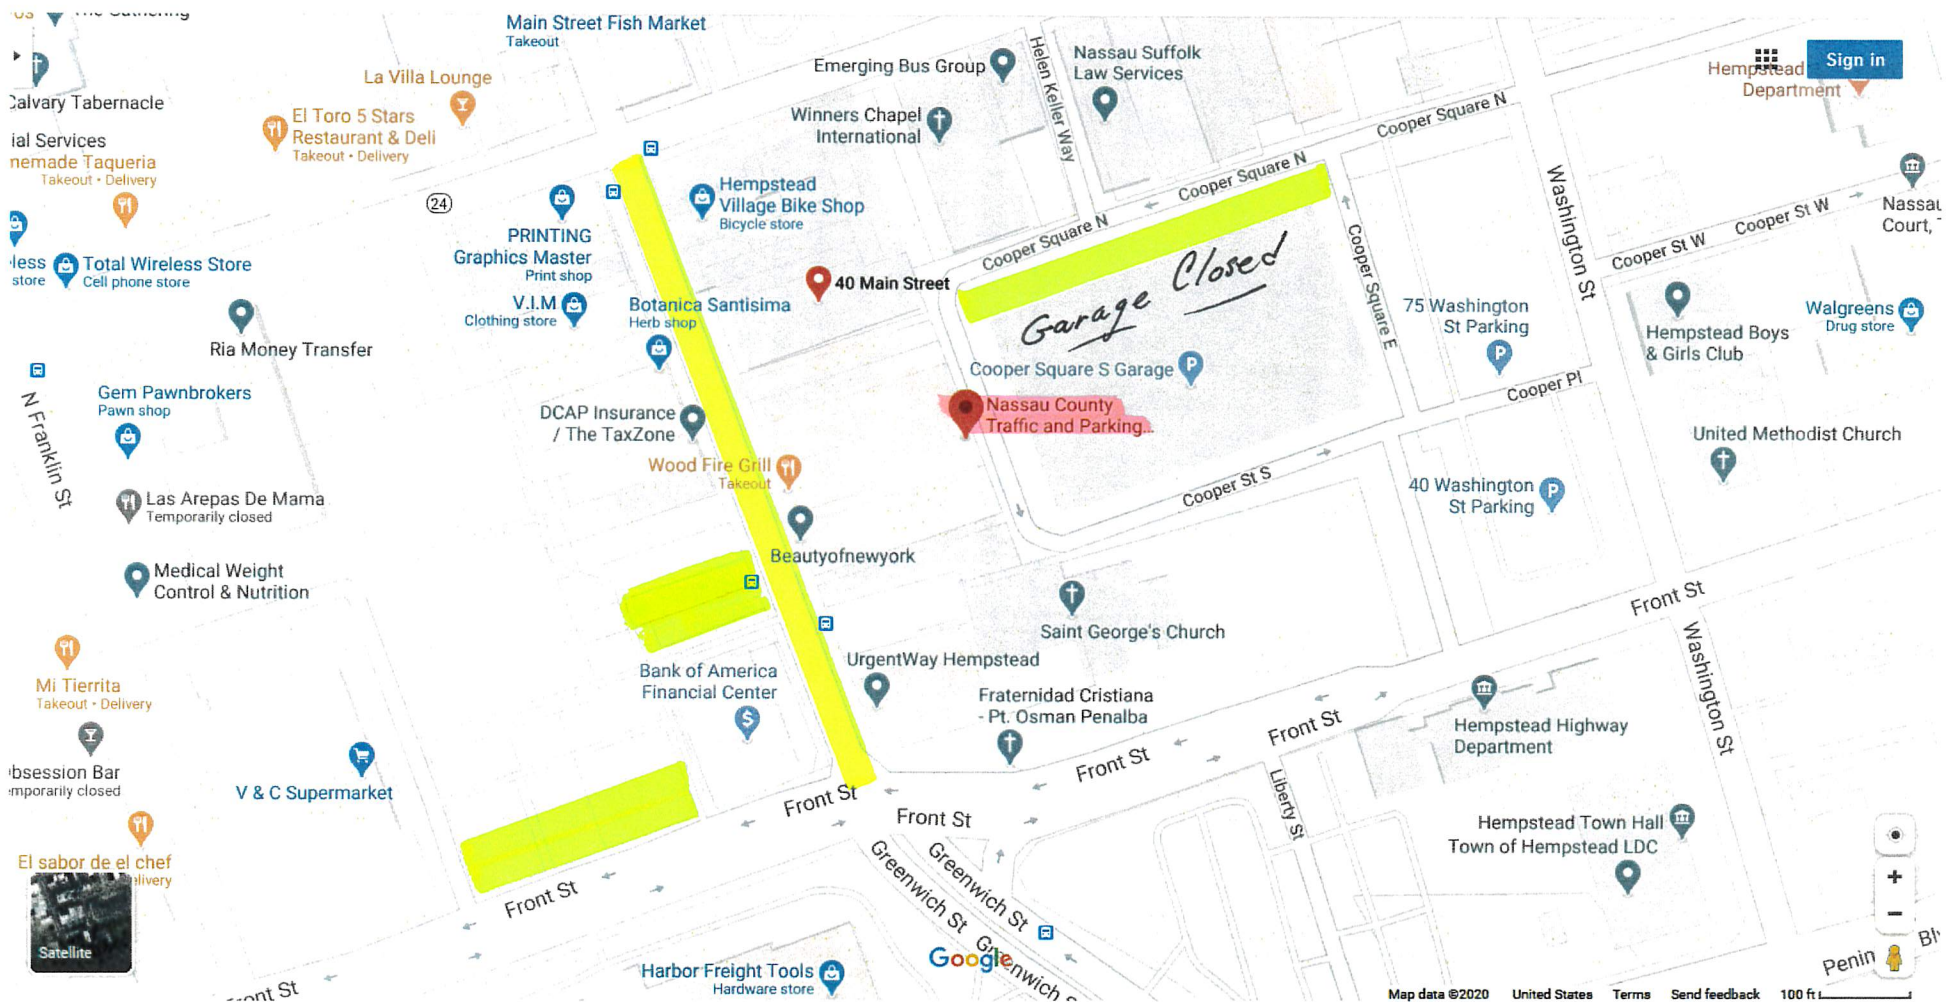 Main Street Fish Market
Takeout
Calvary Tabernacle
La Villa Lounge
El Toro 5 Stars
Restaurant & Deli
Takeout • Delivery
Takeout • Delivery
24
Emerging Bus Group
Winners Chapel
International
Helen Keller Way
Nassau Suffolk
Law Services
Cooper Square N
Cooper Square N
Cooper Square N
Hempstead
Department
Sign in
Total Wireless Store
Cell phone store
store
Ria Money Transfer
PRINTING
Graphics Master
Print shop
V.I.M
Clothing store
Hempstead
Village Bike Shop
Bicycle store
Botanica Santisima
Herb shop
40 Main Street
Garage Closed
Cooper Square S Garage
Cooper Square E
Washington St
Cooper St W
Cooper St W
Nassau
Court,
75 Washington
St Parking
Hempstead Boys
& Girls Club
Walgreens
Drug store
N Franklin St
Gem Pawnbrokers
Pawn shop
DCAP Insurance
/ The TaxZone
Nassau County
Traffic and Parking...
Cooper Pl
United Methodist Church
Wood Fire Grill
Takeout
Las Arepas De Mama
Temporarily closed
Cooper St S
40 Washington
St Parking
Beautyofnewyork
Medical Weight
Control & Nutrition
Saint George's Church
Front St
Washington St
Mi Tierrita
Takeout • Delivery
Bank of America
Financial Center
UrgentWay Hempstead
Fraternidad Cristiana
- Pt. Osman Penalba
Hempstead Highway
Department
Front St
Front St
V & C Supermarket
Front St
Front St
Liberty St
Hempstead Town Hall
Town of Hempstead LDC
El sabor de el chef
Front St
Greenwich St
Greenwich St
Greenwich S
Satellite
Harbor Freight Tools
Hardware store
Google
Front St
Penin
Bl
Map data ©2020 United States Terms Send feedback 100 ft